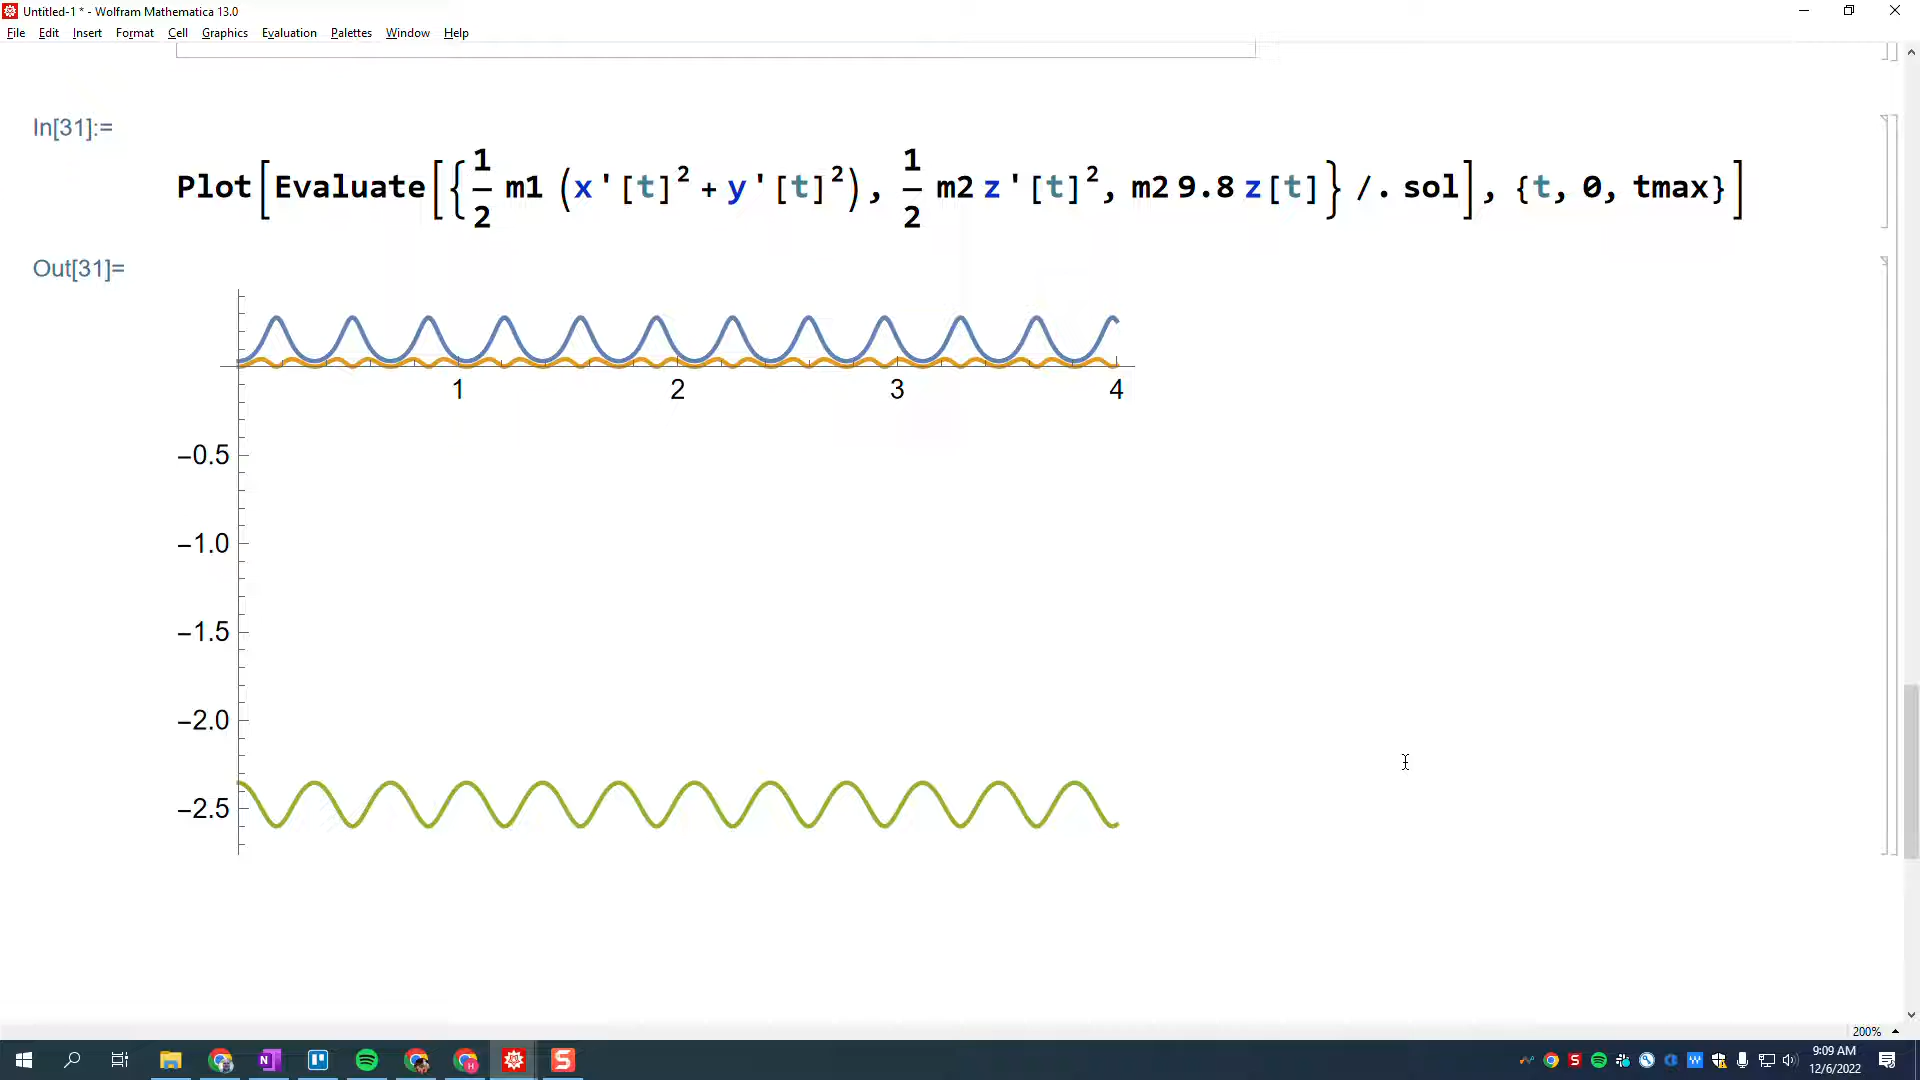 Untitled-1 * - Wolfram Mathematica 13.0
File Edit Insert Format Cell Graphics Evaluation Palettes Window Help
In[31]:=
Plot[Evaluate[{1/2 m1 (x'[t]² + y'[t]²), 1/2 m2 z'[t]², m2 9.8 z[t]} /. sol], {t, 0, tmax}]
Out[31]=
1 2 3 4
-0.5
-1.0
-1.5
-2.0
-2.5
200%
9:09 AM
12/6/2022